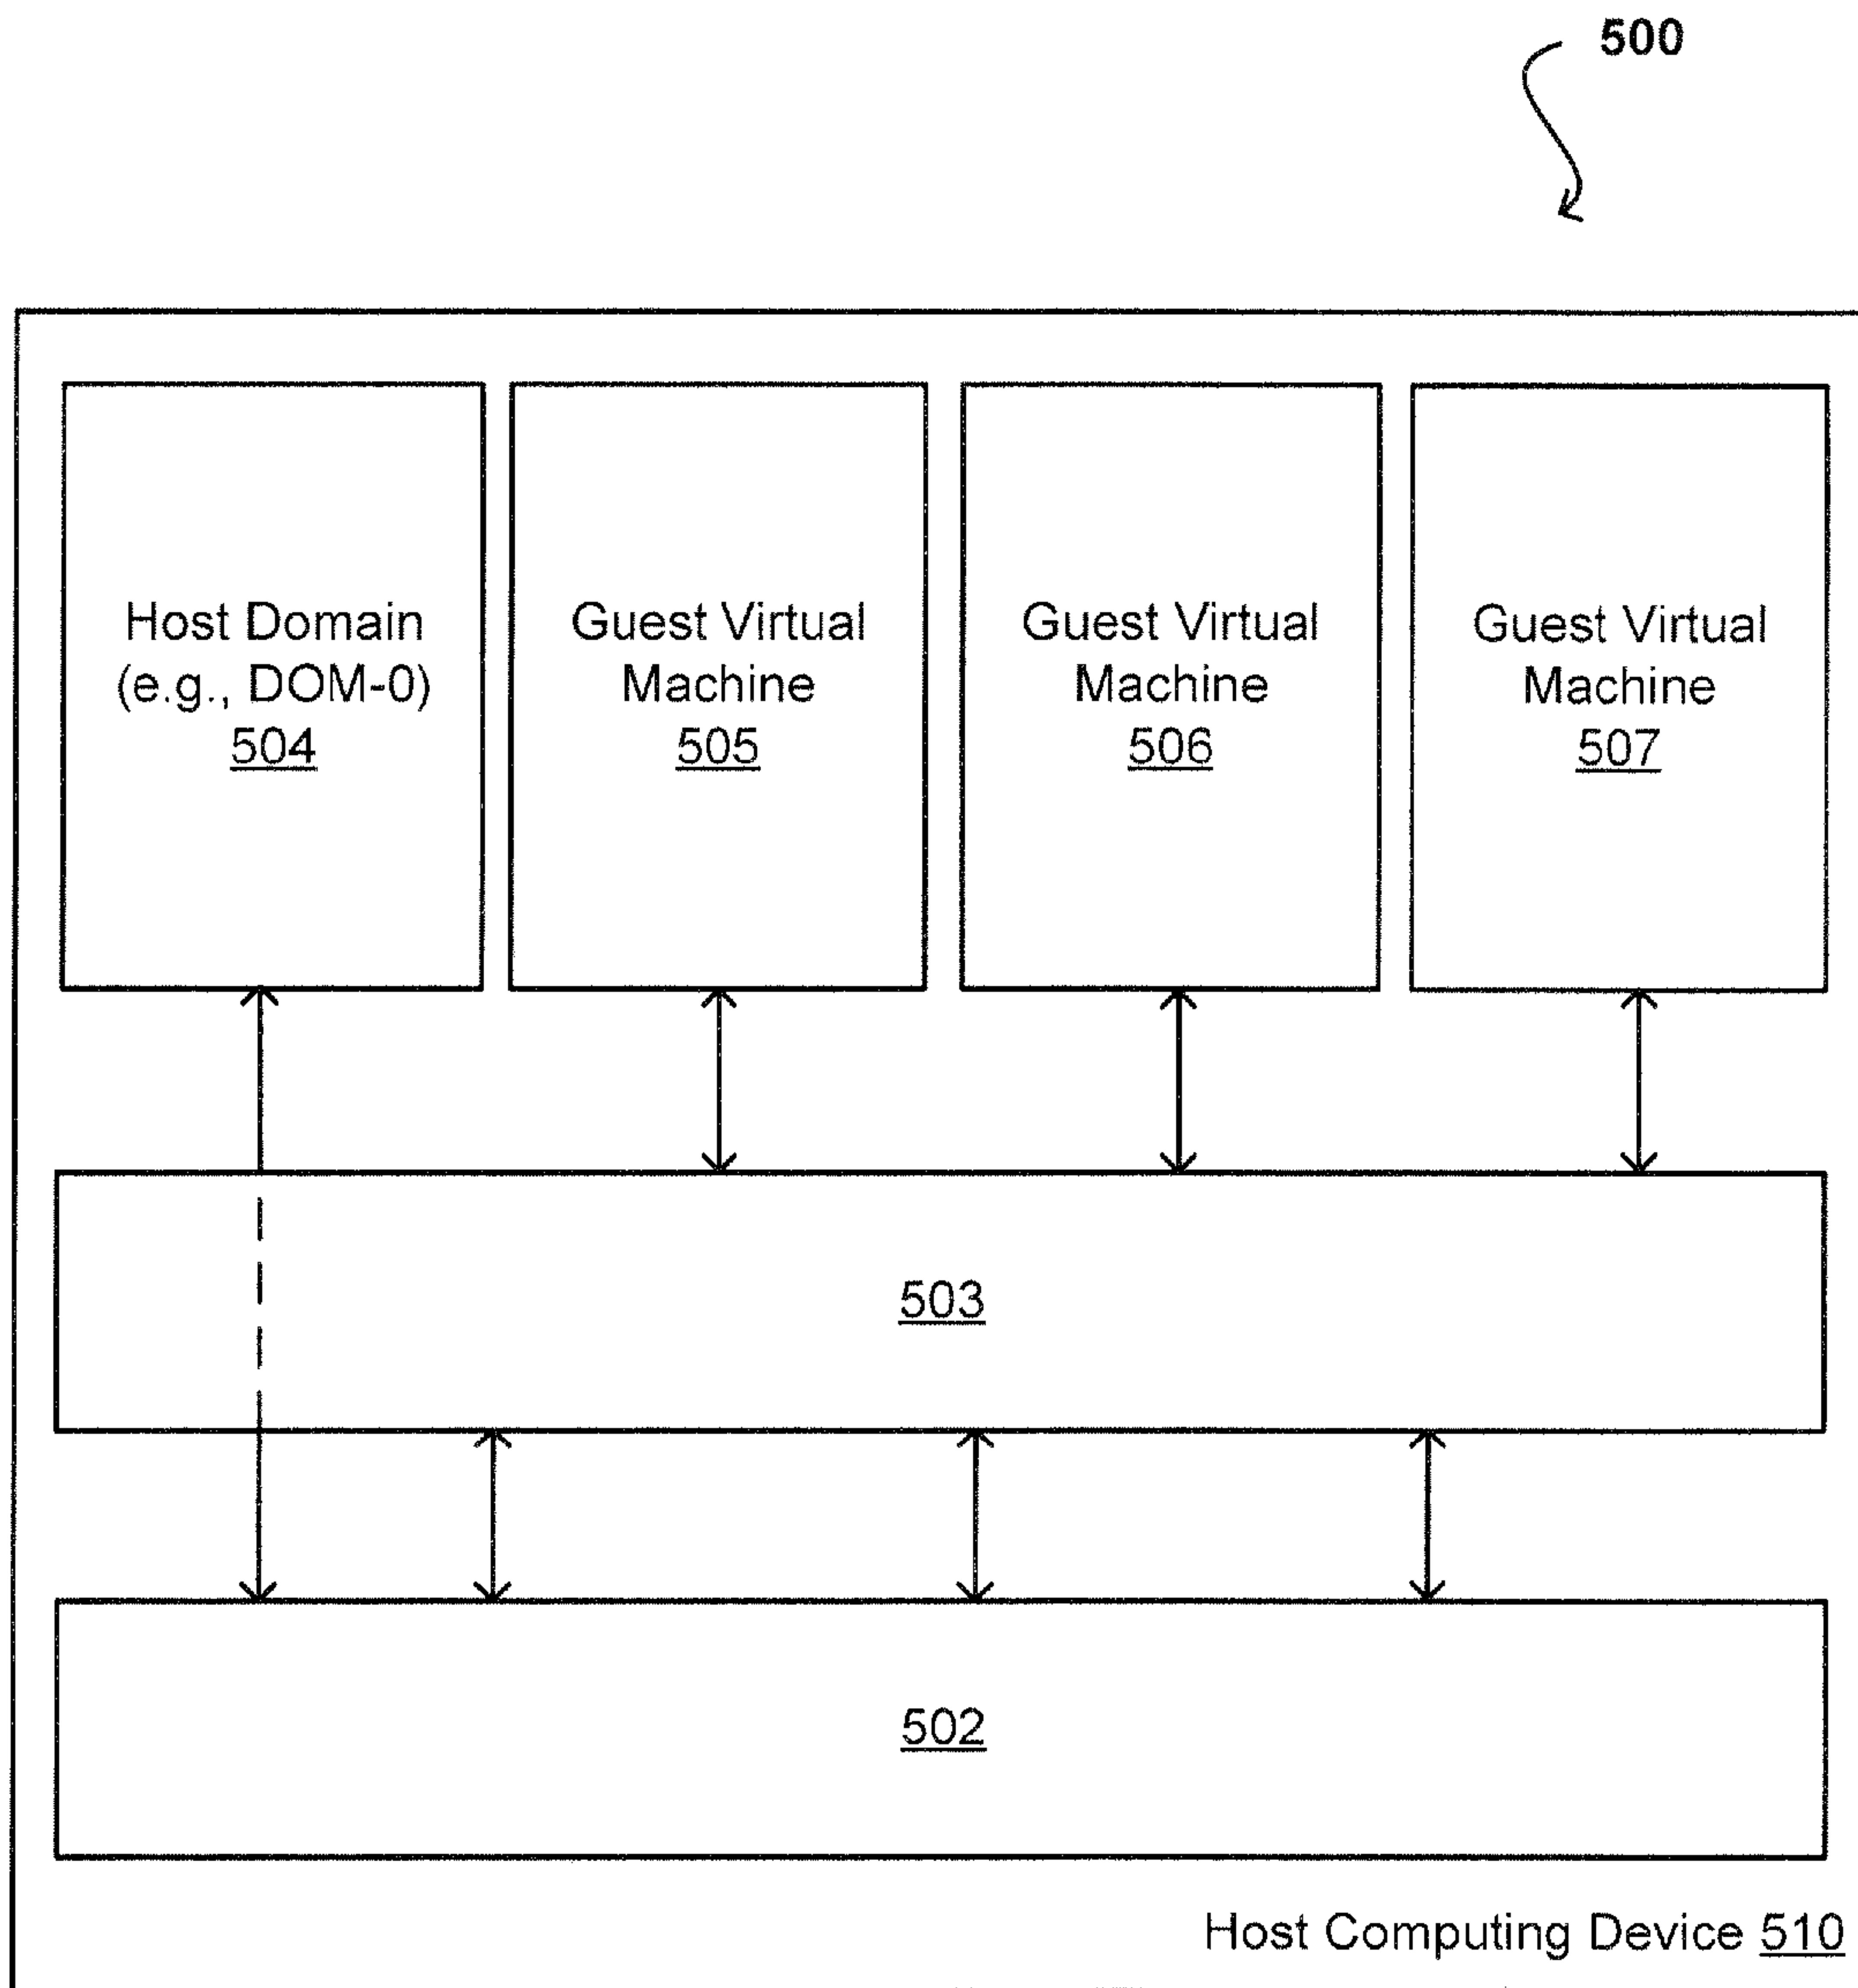 500
Host Domain
(e.g., DOM-0)
504
Guest Virtual
Machine
505
Guest Virtual
Machine
506
Guest Virtual
Machine
507
503
502
Host Computing Device 510